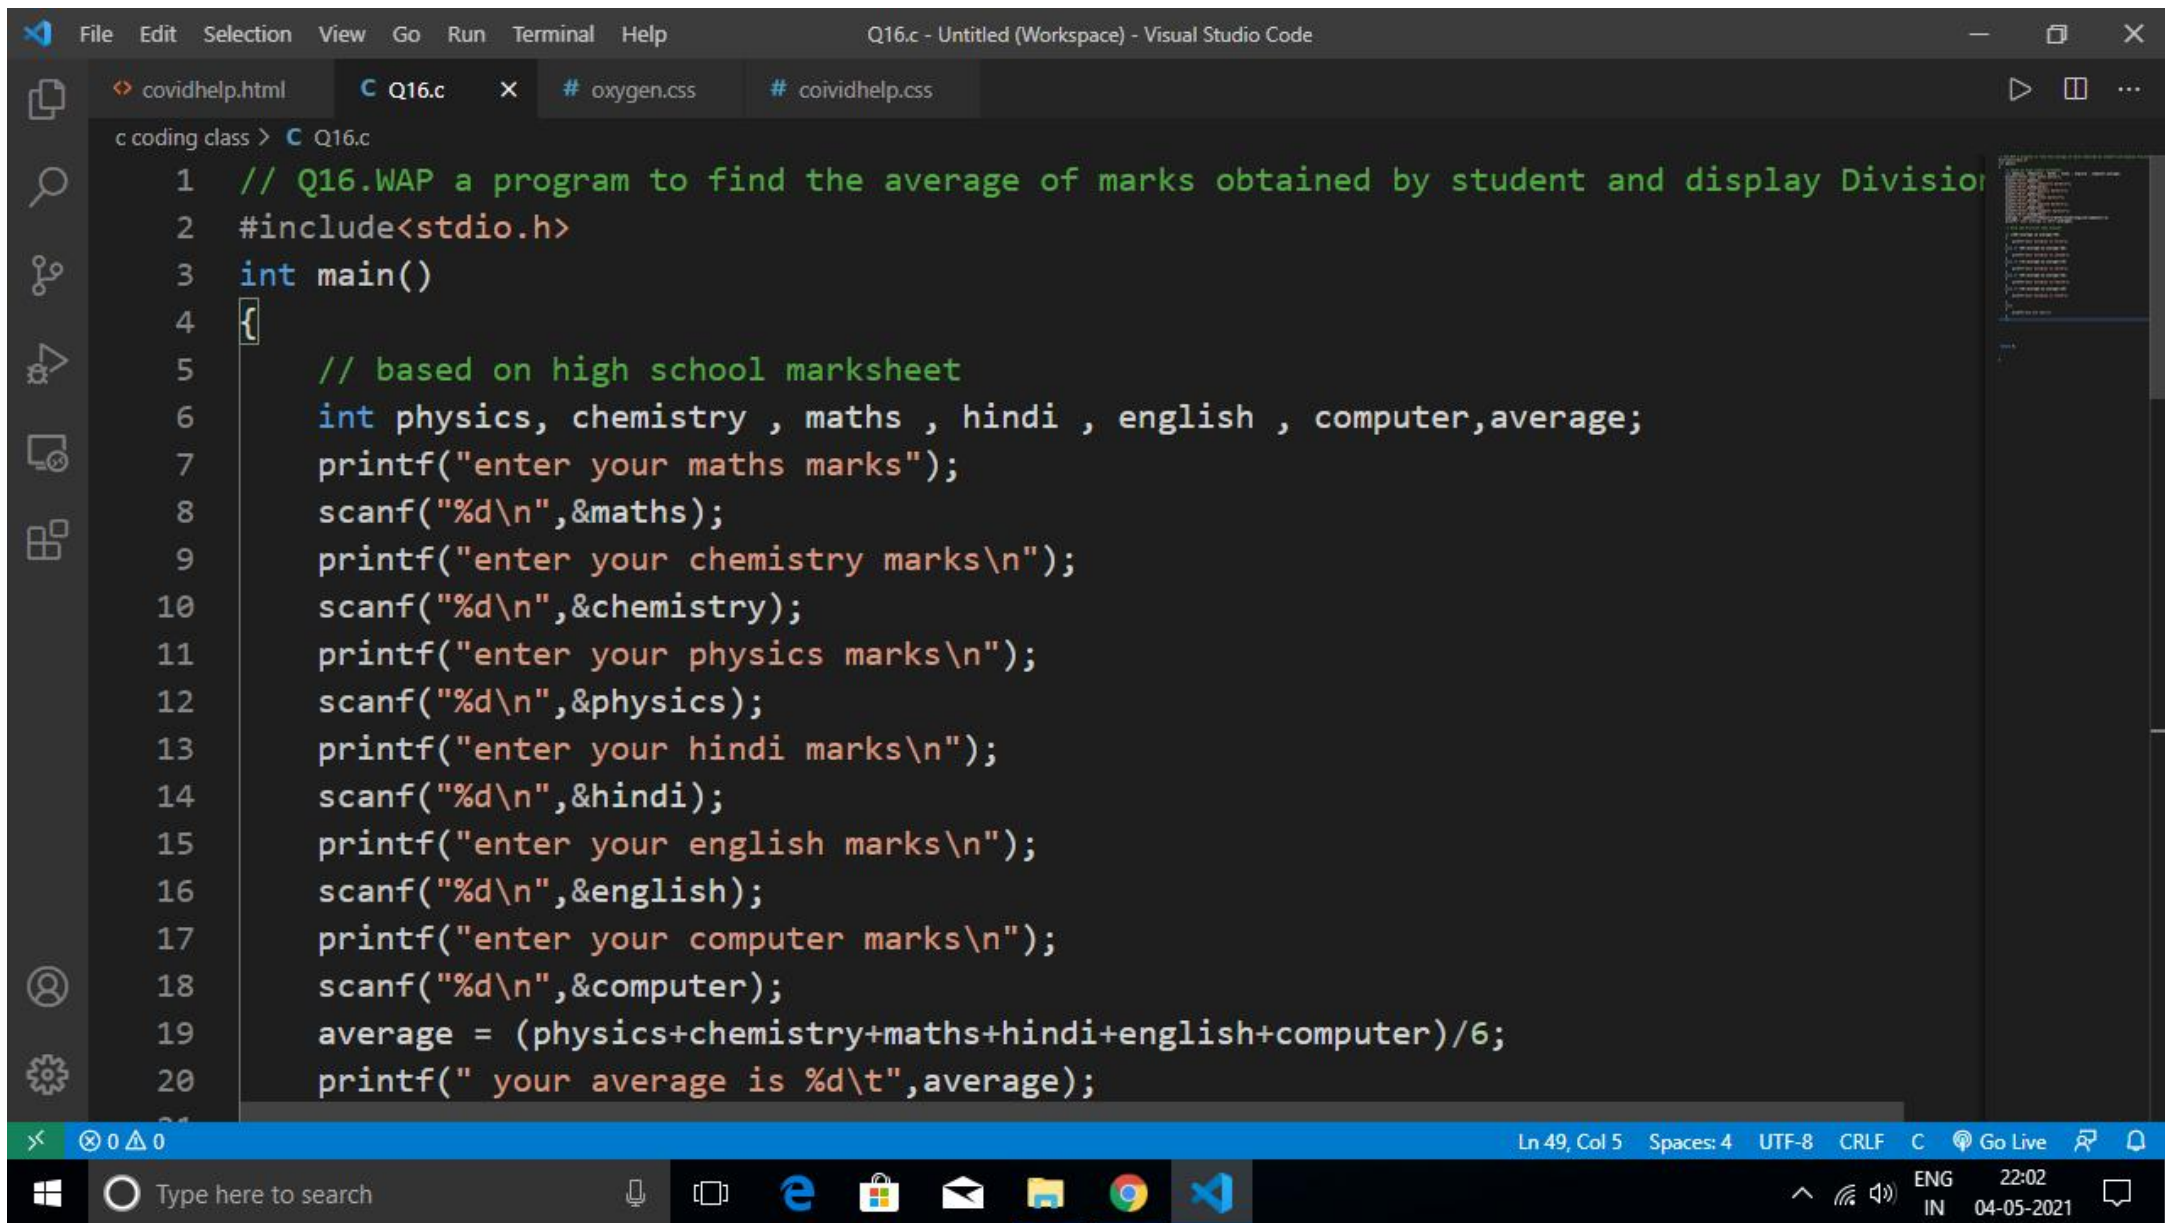 File Edit Selection View Go Run Terminal Help Q16.c - Untitled (Workspace) - Visual Studio Code
covidhelp.html C Q16.c # oxygen.css # coividhelp.css
c coding class > C Q16.c
1 // Q16.WAP a program to find the average of marks obtained by student and display Division
2 #include<stdio.h>
3 int main()
4 {
5 // based on high school marksheet
6 int physics, chemistry , maths , hindi , english , computer,average;
7 printf("enter your maths marks");
8 scanf("%d\n",&maths);
9 printf("enter your chemistry marks\n");
10 scanf("%d\n",&chemistry);
11 printf("enter your physics marks\n");
12 scanf("%d\n",&physics);
13 printf("enter your hindi marks\n");
14 scanf("%d\n",&hindi);
15 printf("enter your english marks\n");
16 scanf("%d\n",&english);
17 printf("enter your computer marks\n");
18 scanf("%d\n",&computer);
19 average = (physics+chemistry+maths+hindi+english+computer)/6;
20 printf(" your average is %d\t",average);
0 0 Ln 49, Col 5 Spaces: 4 UTF-8 CRLF C Go Live
Type here to search ENG IN 22:02 04-05-2021